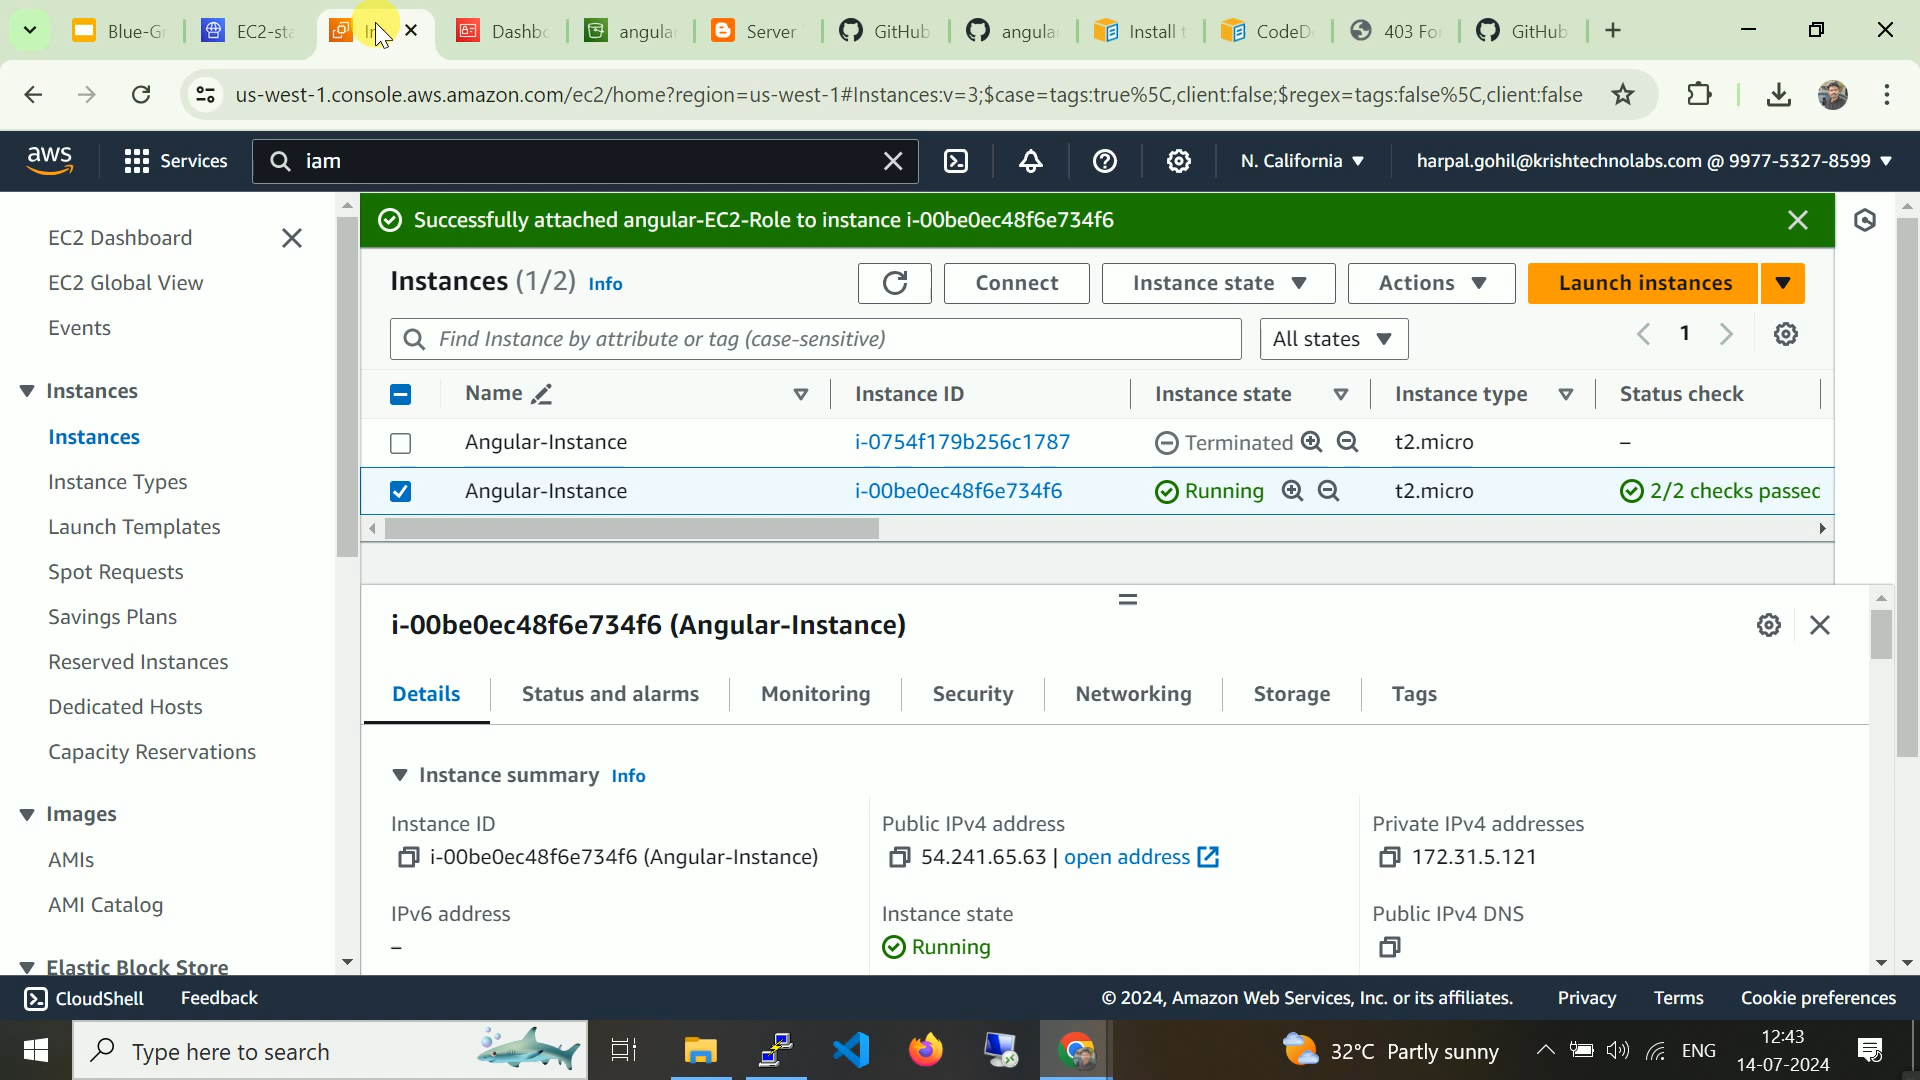 Blue-Gr
EC2-sta
In
Dashbo
angular
Server
GitHub
angular
Install t
CodeD
403 Fo
GitHub
us-west-1.console.aws.amazon.com/ec2/home?region=us-west-1#Instances:v=3;$case=tags:true%5C,client:false;$regex=tags:false%5C,client:false
aws
Services
iam
N. California
harpal.gohil@krishtechnolabs.com @ 9977-5327-8599
EC2 Dashboard
EC2 Global View
Events
Instances
Instances
Instance Types
Launch Templates
Spot Requests
Savings Plans
Reserved Instances
Dedicated Hosts
Capacity Reservations
Images
AMIs
AMI Catalog
Elastic Block Store
Successfully attached angular-EC2-Role to instance i-00be0ec48f6e734f6
Instances (1/2) Info
Connect
Instance state
Actions
Launch instances
Find Instance by attribute or tag (case-sensitive)
All states
1
Name Instance ID Instance state Instance type Status check
Angular-Instance i-0754f179b256c1787 Terminated t2.micro –
Angular-Instance i-00be0ec48f6e734f6 Running t2.micro 2/2 checks passed
i-00be0ec48f6e734f6 (Angular-Instance)
Details Status and alarms Monitoring Security Networking Storage Tags
Instance summary Info
Instance ID
i-00be0ec48f6e734f6 (Angular-Instance)
Public IPv4 address
54.241.65.63 | open address
Private IPv4 addresses
172.31.5.121
IPv6 address
–
Instance state
Running
Public IPv4 DNS
CloudShell Feedback
© 2024, Amazon Web Services, Inc. or its affiliates. Privacy Terms Cookie preferences
Type here to search
32°C Partly sunny
ENG
12:43
14-07-2024